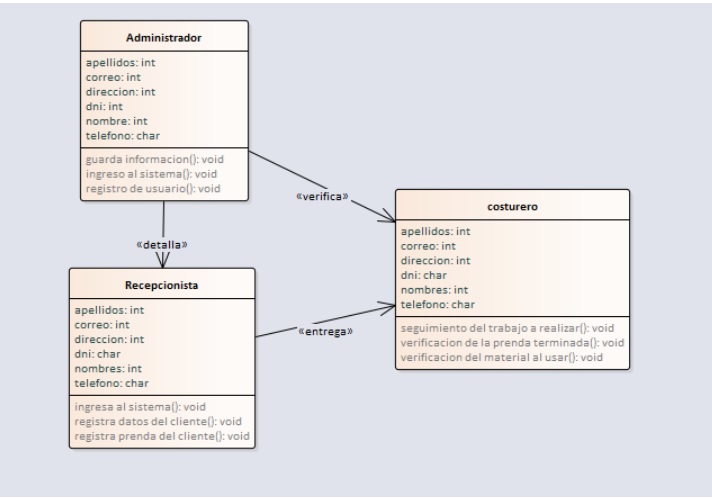 Administrador
apellidos: int
correo: int
direccion: int
dni: int
nombre: int
telefono: char
guarda informacion(): void
ingreso al sistema(): void
registro de usuario(): void
«verifica»
«detalla»
costurero
apellidos: int
correo: int
direccion: int
dni: char
nombres: int
telefono: char
seguimiento del trabajo a realizar(): void
verificacion de la prenda terminada(): void
verificacion del material al usar(): void
Recepcionista
apellidos: int
correo: int
direccion: int
dni: char
nombres: int
telefono: char
ingresa al sistema(): void
registra datos del cliente(): void
registra prenda del cliente(): void
«entrega»